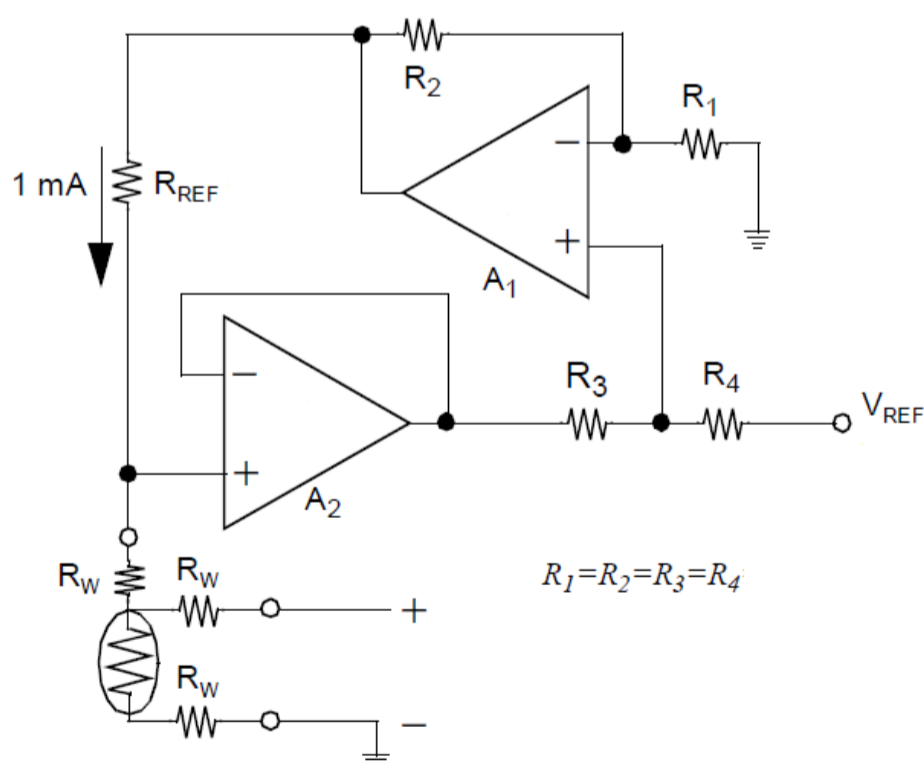 R2
R1
−
1 mA
RREF
+
A1
−
R3
R4
VREF
+
A2
RW
RW
R1=R2=R3=R4
+
RW
−